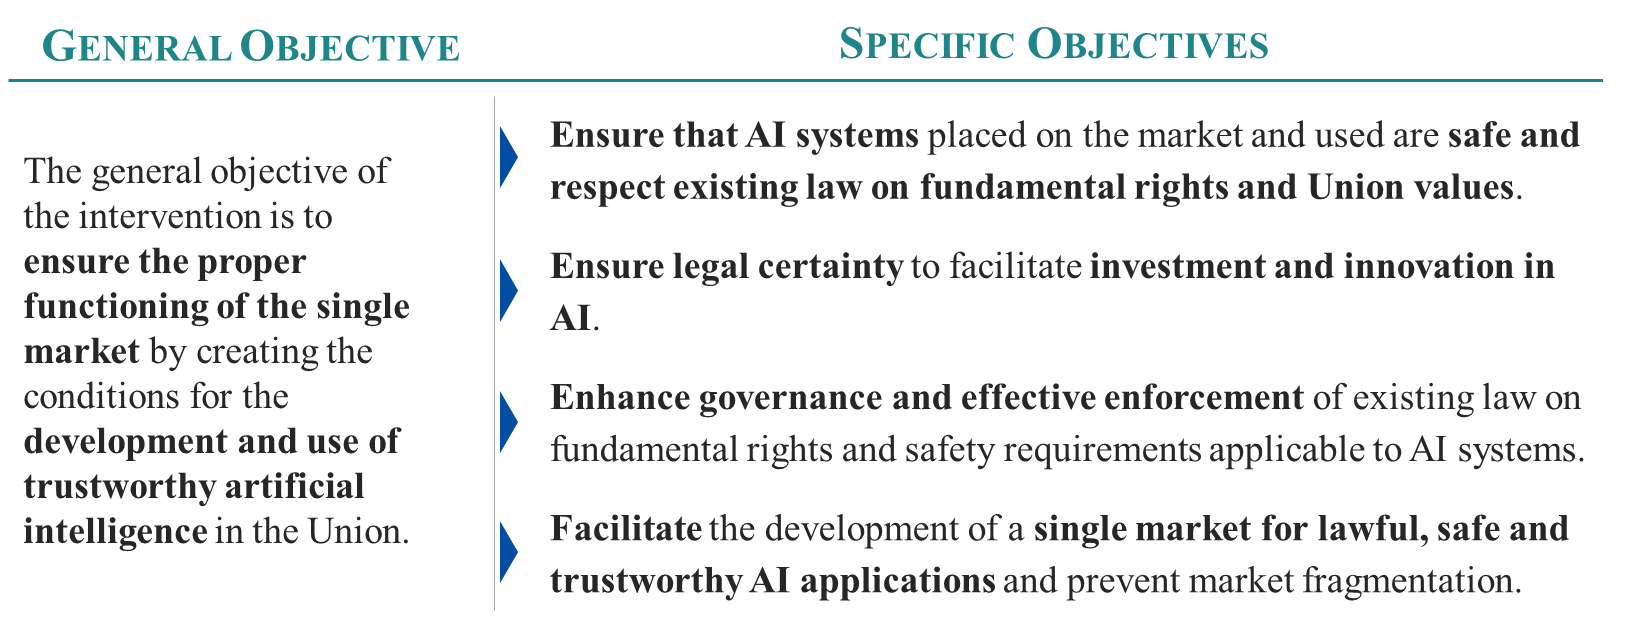 GENERAL OBJECTIVE
The general objective of
the intervention is to
ensure the proper
functioning of the single
market by creating the
conditions for the
development and use of
trustworthy artificial
intelligence in the Union.
SPECIFIC OBJECTIVES
Ensure that AI systems placed on the market and used are safe and
respect existing law on fundamental rights and Union values.
Ensure legal certainty to facilitate investment and innovation in
AI.
Enhance governance and effective enforcement of existing law on
fundamental rights and safety requirements applicable to AI systems.
Facilitate the development of a single market for lawful, safe and
trustworthy AI applications and prevent market fragmentation.